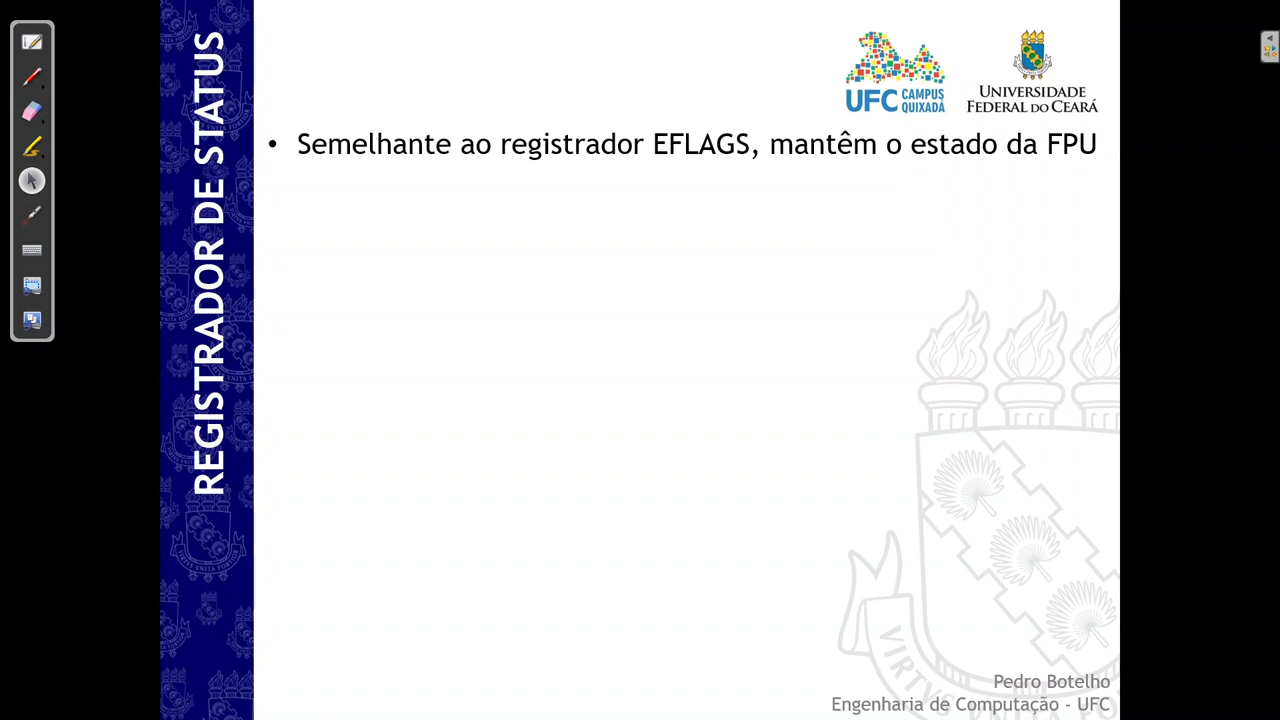 REGISTRADOR DE STATUS
UFC CAMPUS QUIXADÁ
UNIVERSIDADE
FEDERAL DO CEARÁ
• Semelhante ao registrador EFLAGS, mantêm o estado da FPU
VIRTV
Pedro Botelho
Engenharia de Computação - UFC